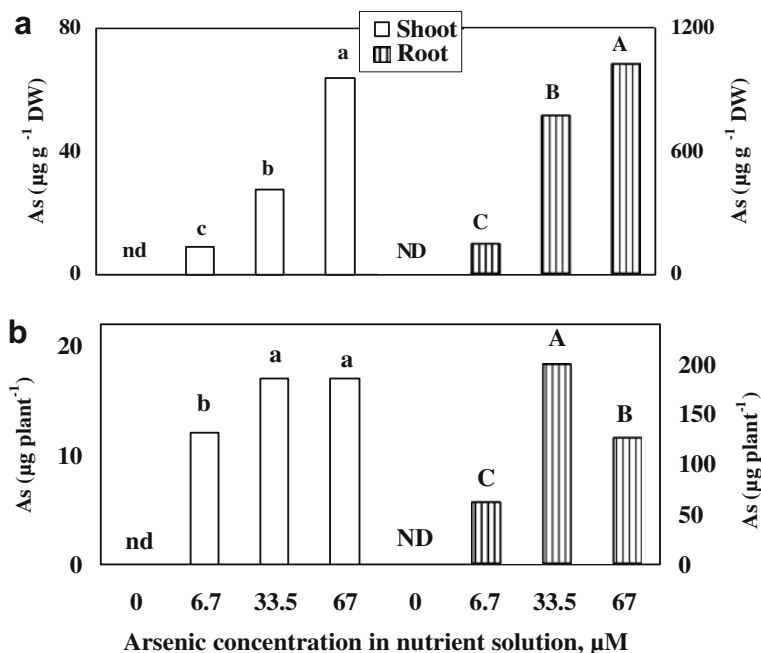 a
Shoot
Root
80
40
0
As (µg g⁻¹ DW)
nd
c
b
a
ND
C
B
A
1200
600
0
As (µg g⁻¹ DW)
b
20
10
0
As (µg plant⁻¹)
nd
b
a
a
ND
C
A
B
200
150
100
50
0
As (µg plant⁻¹)
0 6.7 33.5 67 0 6.7 33.5 67
Arsenic concentration in nutrient solution, µM